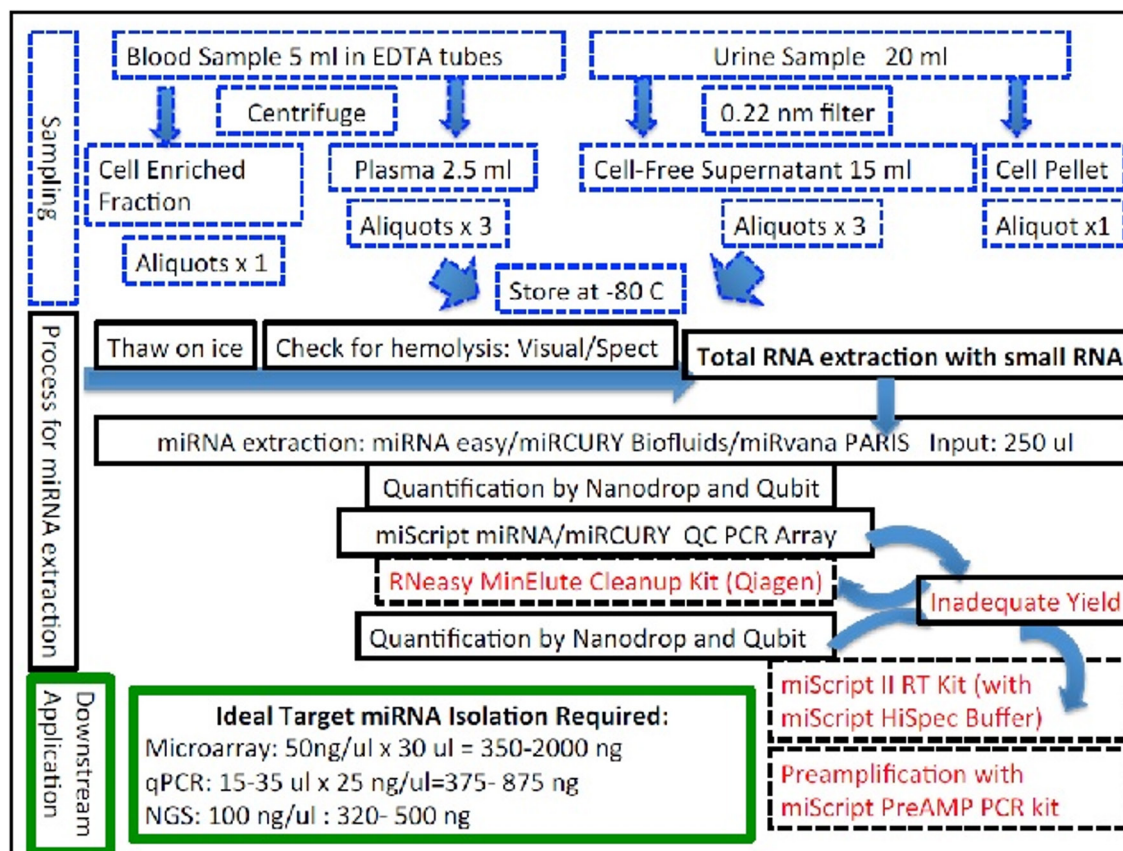 Sampling
Blood Sample 5 ml in EDTA tubes
Urine Sample 20 ml
Centrifuge
0.22 nm filter
Cell Enriched
Fraction
Plasma 2.5 ml
Cell-Free Supernatant 15 ml
Cell Pellet
Aliquots x 1
Aliquots x 3
Aliquots x 3
Aliquot x1
Store at -80 C
Process for miRNA extraction
Thaw on ice
Check for hemolysis: Visual/Spect
Total RNA extraction with small RNA
miRNA extraction: miRNA easy/miRCURY Biofluids/miRvana PARIS Input: 250 ul
Quantification by Nanodrop and Qubit
miScript miRNA/miRCURY QC PCR Array
RNeasy MinElute Cleanup Kit (Qiagen)
Inadequate Yield
Quantification by Nanodrop and Qubit
miScript II RT Kit (with
miScript HiSpec Buffer)
Preamplification with
miScript PreAMP PCR kit
Downstream
Application
Ideal Target miRNA Isolation Required:
Microarray: 50ng/ul x 30 ul = 350-2000 ng
qPCR: 15-35 ul x 25 ng/ul=375- 875 ng
NGS: 100 ng/ul : 320- 500 ng